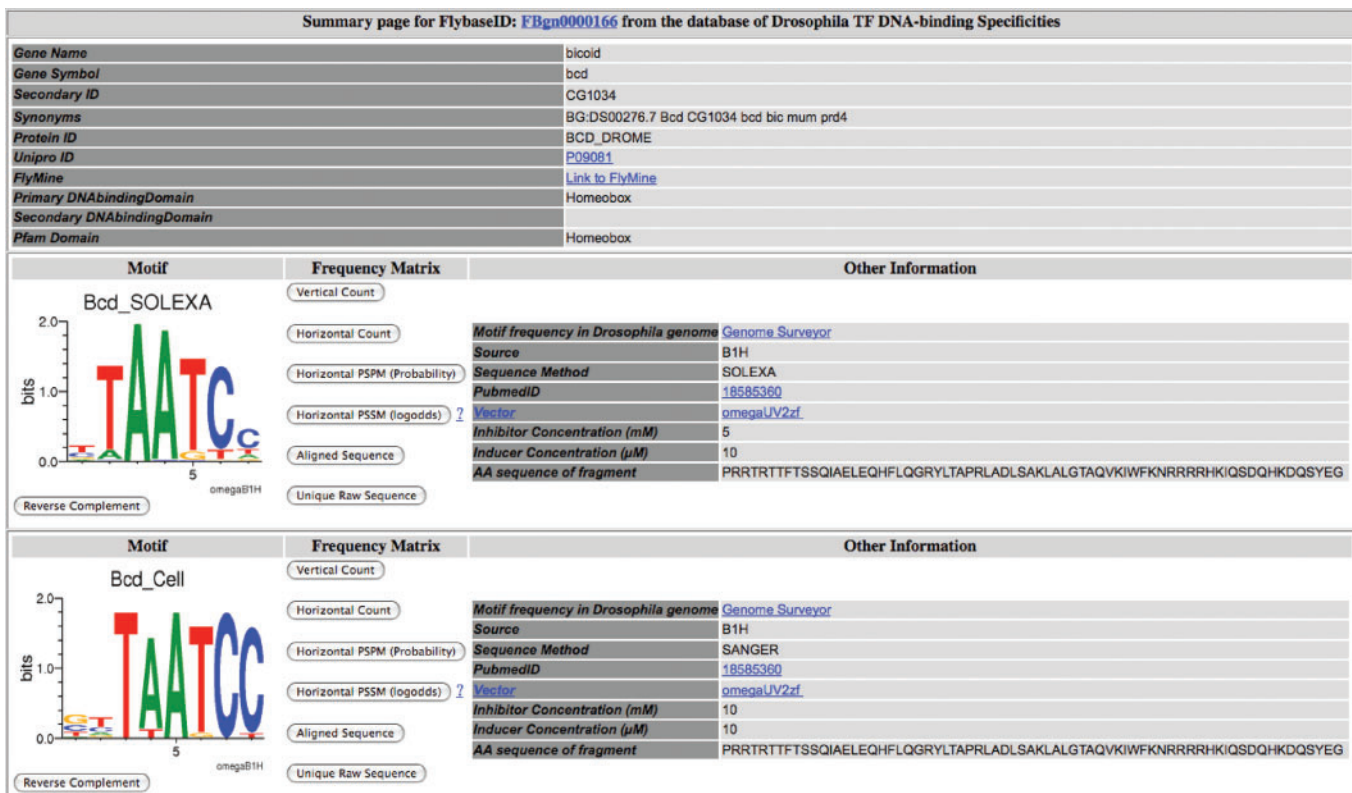 Summary page for FlybaseID: FBgn0000166 from the database of Drosophila TF DNA-binding Specificities
Gene Name bicoid
Gene Symbol bcd
Secondary ID CG1034
Synonyms BG:DS00276.7 Bcd CG1034 bcd bic mum prd4
Protein ID BCD_DROME
Unipro ID P09081
FlyMine Link to FlyMine
Primary DNAbindingDomain Homeobox
Secondary DNAbindingDomain
Pfam Domain Homeobox
Motif Frequency Matrix Other Information
Bcd_SOLEXA
2.0
1.0
0.0
bits
TAATCC
5
omegaB1H
Reverse Complement
Vertical Count
Horizontal Count
Horizontal PSPM (Probability)
Horizontal PSSM (logodds) ?
Aligned Sequence
Unique Raw Sequence
Motif frequency in Drosophila genome Genome Surveyor
Source B1H
Sequence Method SOLEXA
PubmedID 18585360
Vector omegaUV2zf
Inhibitor Concentration (mM) 5
Inducer Concentration (µM) 10
AA sequence of fragment PRRTRTTFTSSQIAELEQHFLQGRYLTAPRLADLSAKLALGTAQVKIWFKNRRRRHKIQSDQHKDQSYEG
Motif Frequency Matrix Other Information
Bcd_Cell
2.0
1.0
0.0
bits
TAATCC
5
omegaB1H
Reverse Complement
Vertical Count
Horizontal Count
Horizontal PSPM (Probability)
Horizontal PSSM (logodds) ?
Aligned Sequence
Unique Raw Sequence
Motif frequency in Drosophila genome Genome Surveyor
Source B1H
Sequence Method SANGER
PubmedID 18585360
Vector omegaUV2zf
Inhibitor Concentration (mM) 10
Inducer Concentration (µM) 10
AA sequence of fragment PRRTRTTFTSSQIAELEQHFLQGRYLTAPRLADLSAKLALGTAQVKIWFKNRRRRHKIQSDQHKDQSYEG